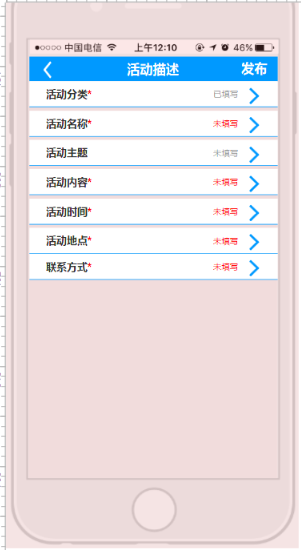 中国电信 上午12:10 46%
活动描述 发布
活动分类* 已填写
活动名称* 未填写
活动主题 未填写
活动内容* 未填写
活动时间* 未填写
活动地点* 未填写
联系方式* 未填写